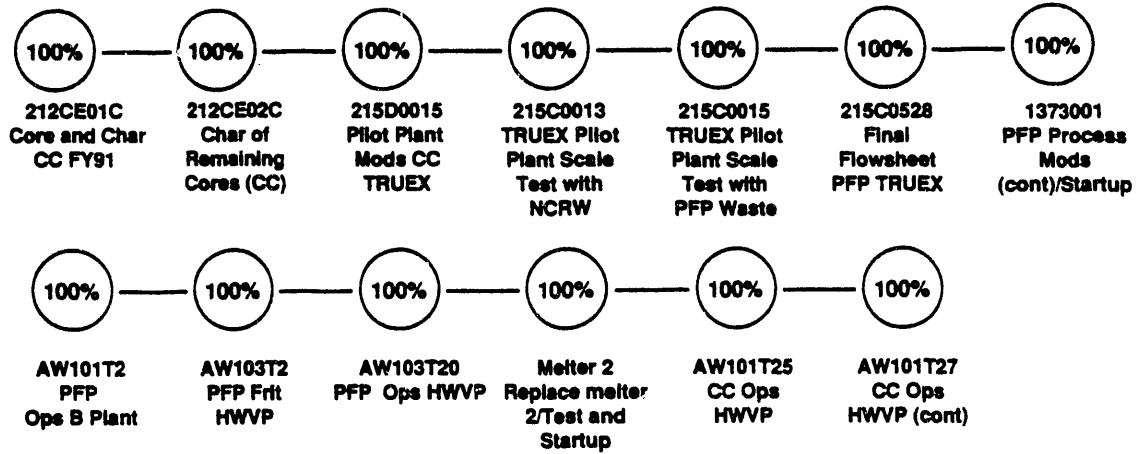 100% 100% 100% 100% 100% 100% 100%
212CE01C
Core and Char
CC FY91
212CE02C
Char of
Remaining
Cores (CC)
215D0015
Pilot Plant
Mods CC
TRUEX
215C0013
TRUEX Pilot
Plant Scale
Test with
NCRW
215C0015
TRUEX Pilot
Plant Scale
Test with
PFP Waste
215C0528
Final
Flowsheet
PFP TRUEX
1373001
PFP Process
Mods
(cont)/Startup
100% 100% 100% 100% 100% 100%
AW101T2
PFP
Ops B Plant
AW103T2
PFP Frit
HWVP
AW103T20
PFP Ops HWVP
Melter 2
Replace melter
2/Test and
Startup
AW101T25
CC Ops
HWVP
AW101T27
CC Ops
HWVP (cont)